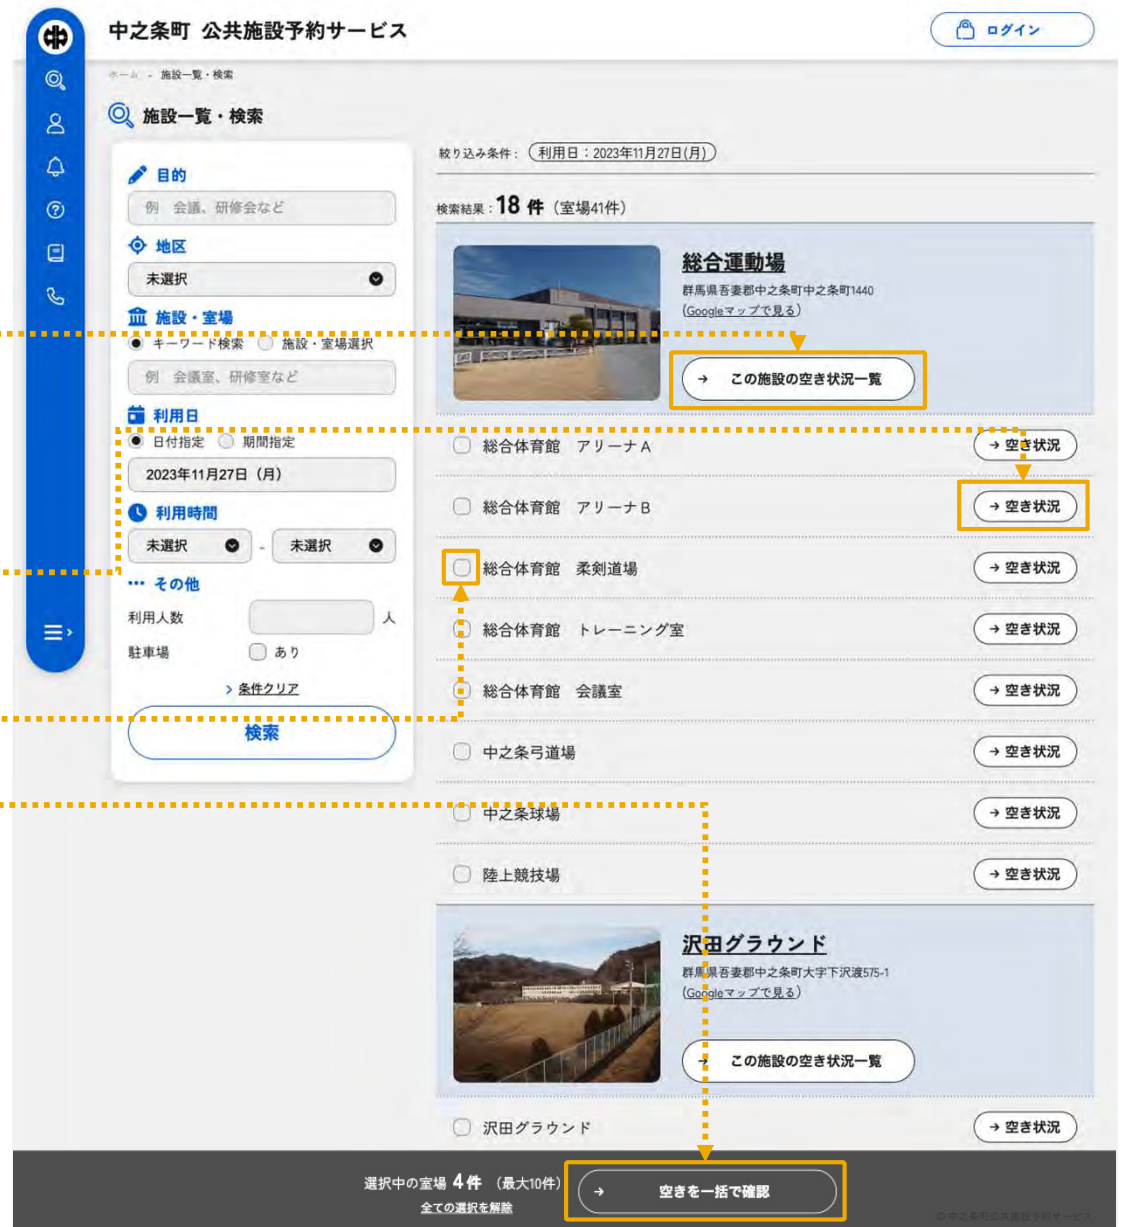 中之条町 公共施設予約サービス
ログイン
ホーム - 施設一覧・検索
施設一覧・検索
目的
例 会議、研修会など
地区
未選択
施設・室場
キーワード検索 施設・室場選択
例 会議室、研修室など
利用日
日付指定 期間指定
2023年11月27日（月）
利用時間
未選択 - 未選択
その他
利用人数 人
駐車場 あり
条件クリア
検索
絞り込み条件： 利用日：2023年11月27日(月)
検索結果：18 件（室場41件）
総合運動場
群馬県吾妻郡中之条町中之条町1440
(Googleマップで見る)
→ この施設の空き状況一覧
総合体育館 アリーナA → 空き状況
総合体育館 アリーナB → 空き状況
総合体育館 柔剣道場 → 空き状況
総合体育館 トレーニング室 → 空き状況
総合体育館 会議室 → 空き状況
中之条弓道場 → 空き状況
中之条球場 → 空き状況
陸上競技場 → 空き状況
沢田グラウンド
群馬県吾妻郡中之条町大字下沢渡575-1
(Googleマップで見る)
→ この施設の空き状況一覧
沢田グラウンド → 空き状況
選択中の室場 4件 （最大10件）
全ての選択を解除
→ 空きを一括で確認
© 中之条町公共施設予約サービス